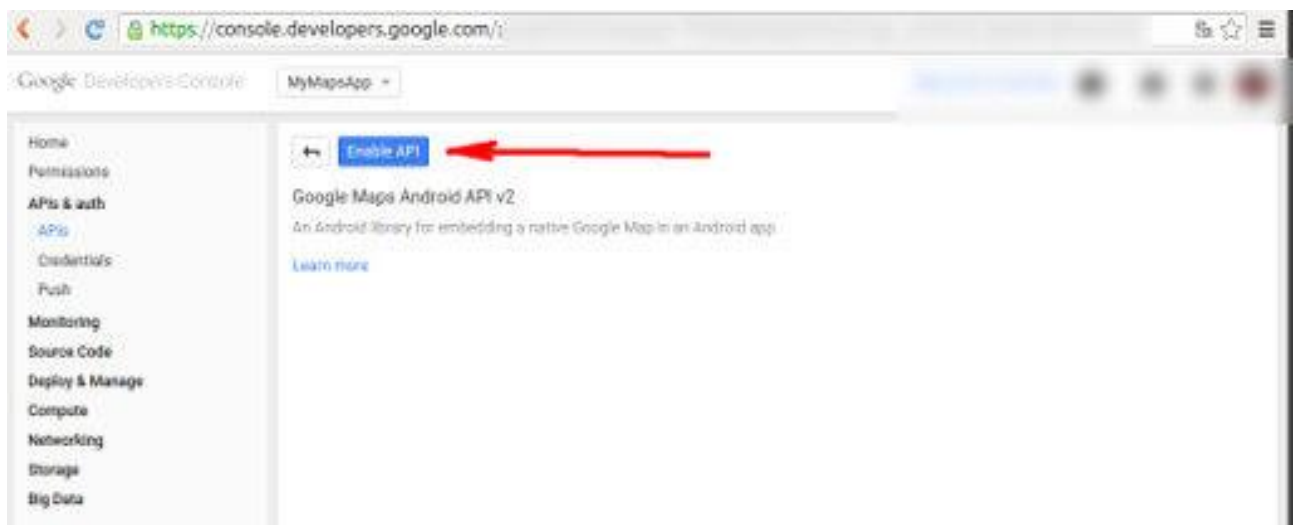 https://console.developers.google.com/
Google Developers Console
MyMapsApp
Home
Permissions
APIs & auth
APIs
Credentials
Push
Monitoring
Source Code
Deploy & Manage
Compute
Networking
Storage
Big Data
Enable API
Google Maps Android API v2
An Android library for embedding a native Google Map in an Android app
Learn more